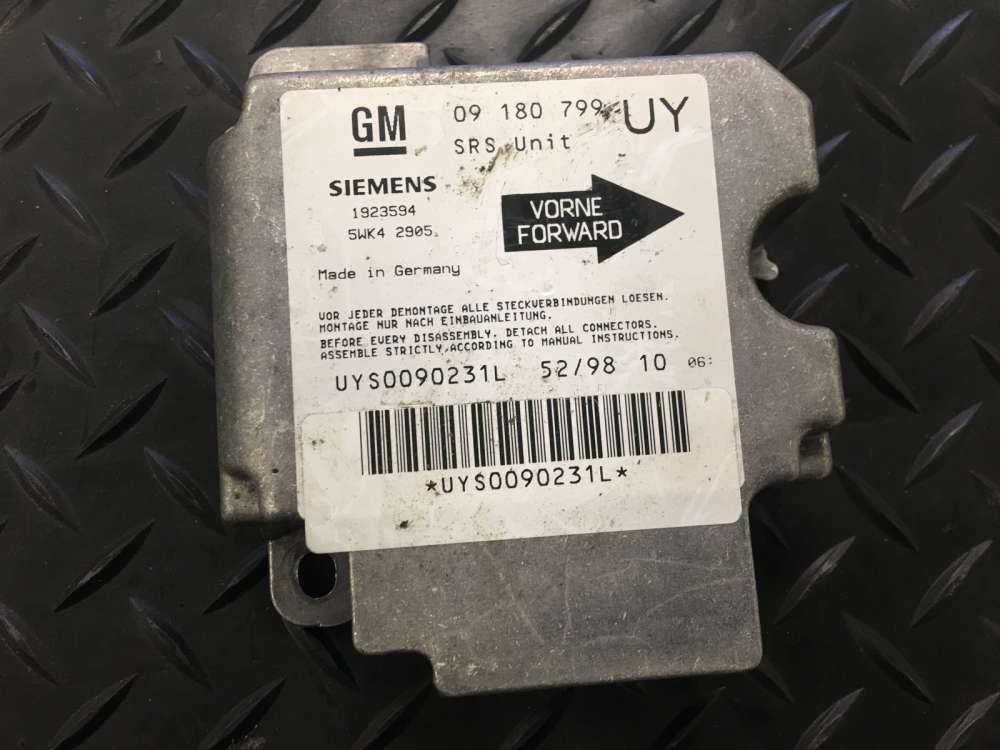 GM 09 180 799 UY
SRS Unit
SIEMENS
1923594
5WK4 2905
VORNE
FORWARD
Made in Germany
VOR JEDER DEMONTAGE ALLE STECKVERBINDUNGEN LOESEN.
MONTAGE NUR NACH EINBAUANLEITUNG.
BEFORE EVERY DISASSEMBLY, DETACH ALL CONNECTORS.
ASSEMBLE STRICTLY ACCORDING TO MANUAL INSTRUCTIONS.
UYS0090231L 52/98 10 06:
*UYS0090231L*